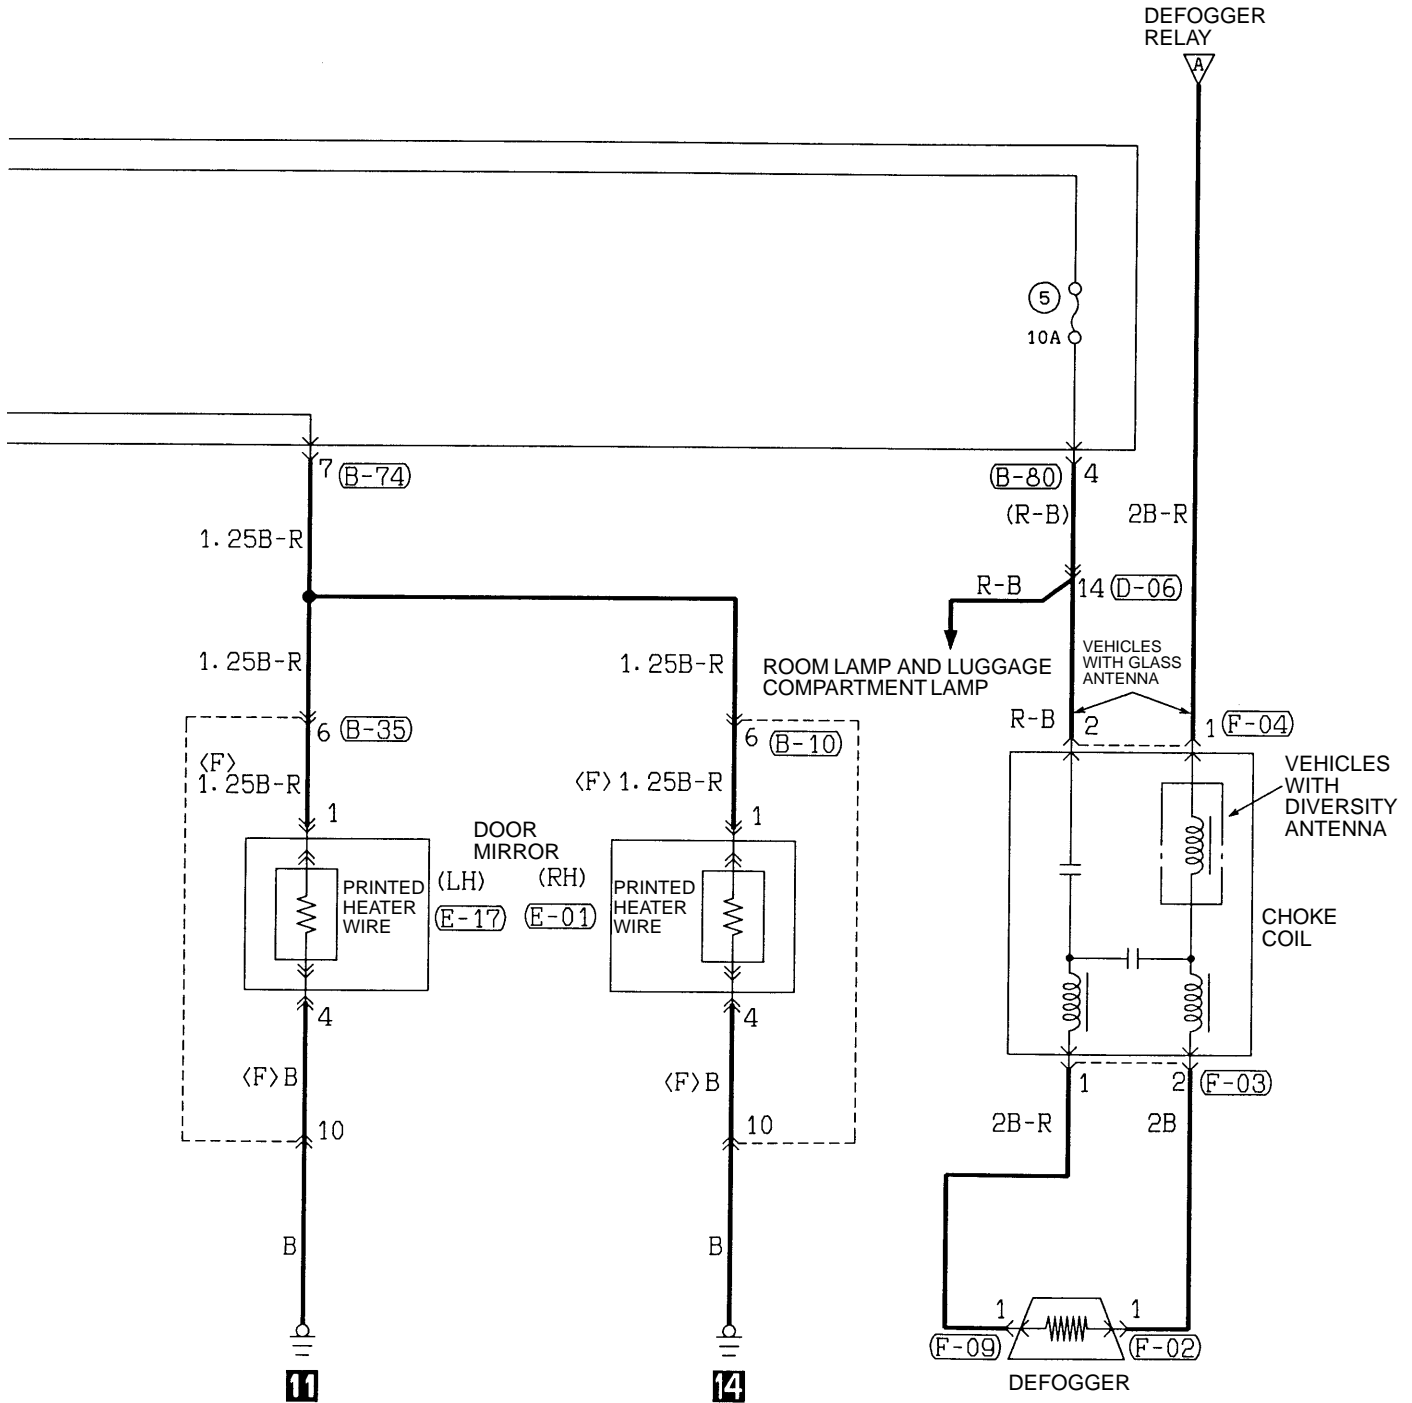 DEFOGGER
RELAY
A
5
10A
7 (B-74)
(B-80) 4
(R-B)
2B-R
1.25B-R
R-B
14 (D-06)
1.25B-R
1.25B-R
ROOM LAMP AND LUGGAGE
COMPARTMENT LAMP
VEHICLES
WITH GLASS
ANTENNA
R-B
2
1 (F-04)
6 (B-35)
6 (B-10)
<F>
1.25B-R
<F> 1.25B-R
VEHICLES
WITH
DIVERSITY
ANTENNA
1
1
DOOR
MIRROR
(LH)
(RH)
PRINTED
HEATER
WIRE
PRINTED
HEATER
WIRE
(E-17)
(E-01)
CHOKE
COIL
4
4
<F>B
<F>B
1
2 (F-03)
2B-R
2B
10
10
B
B
1
1
(F-09)
(F-02)
DEFOGGER
11
14